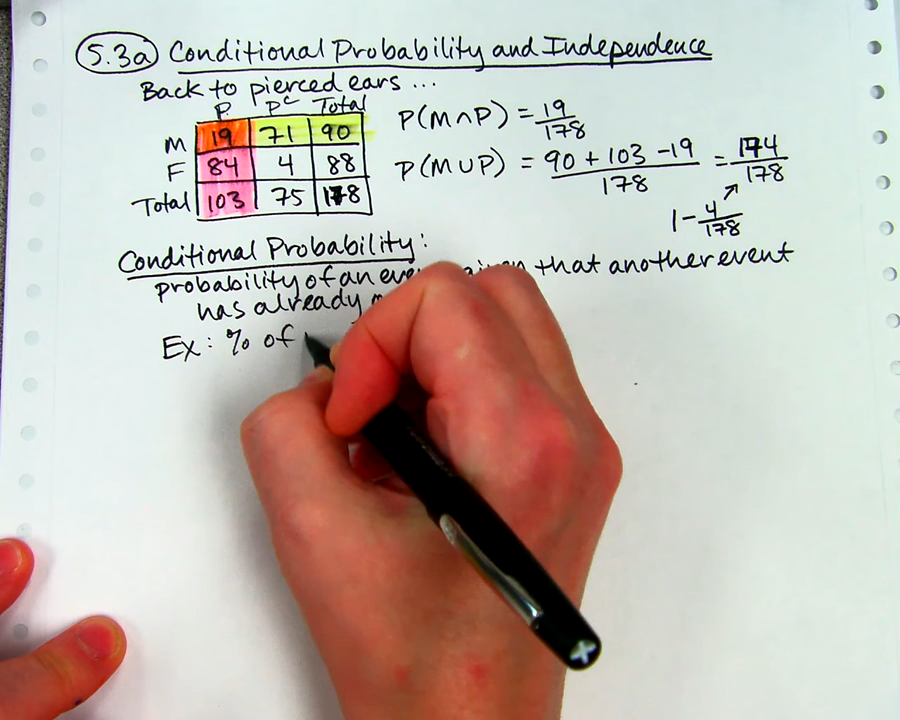 5.3a Conditional Probability and Independence
Back to pierced ears ...
P Pᶜ Total
M 19 71 90
F 84 4 88
Total 103 75 178
P(M∩P) = 19/178
P(M∪P) = 90 + 103 - 19 / 178 = 174/178
1 - 4/178
Conditional Probability:
probability of an given that another event
has already
Ex: % of